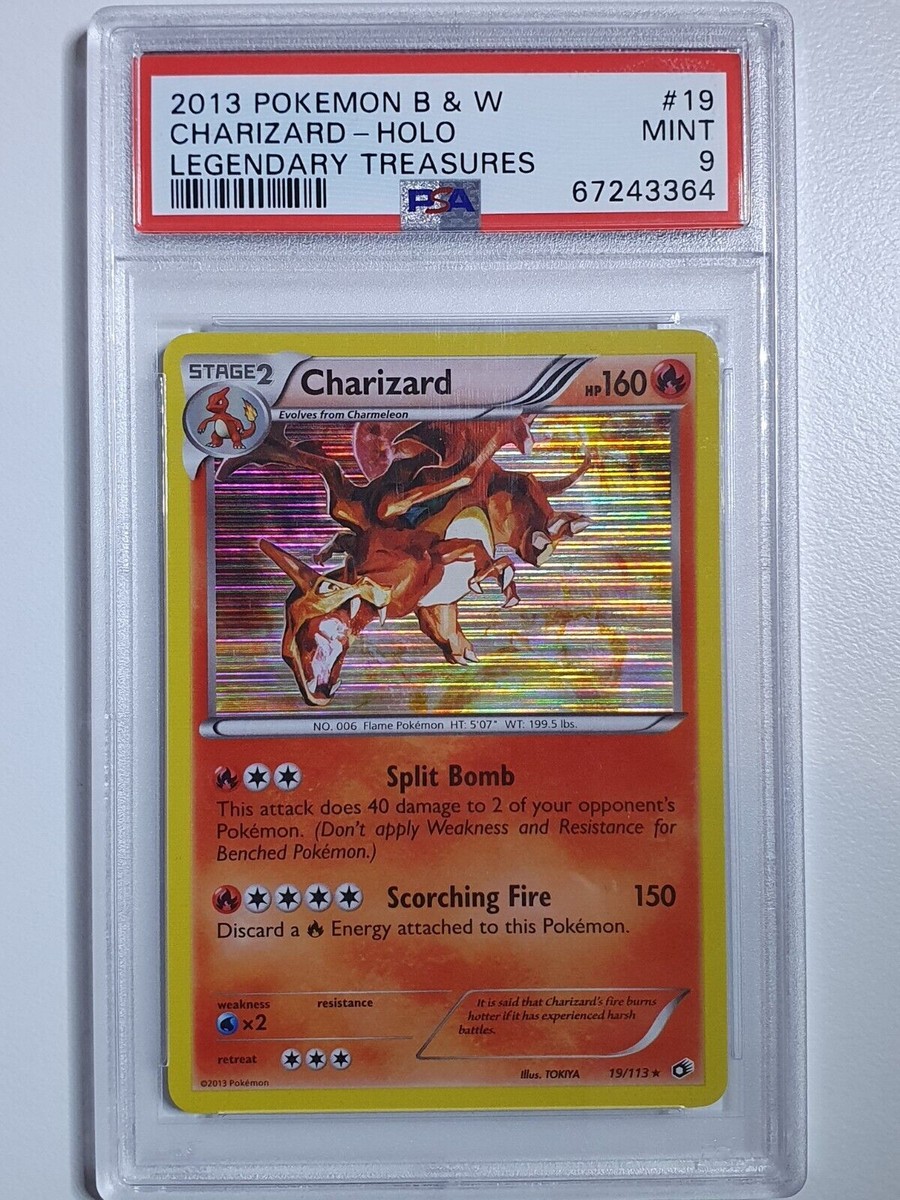 2013 POKEMON B & W #19
CHARIZARD - HOLO MINT
LEGENDARY TREASURES 9
67243364
PSA
STAGE2 Charizard HP160
Evolves from Charmeleon
NO. 006 Flame Pokémon HT: 5'07" WT: 199.5 lbs.
Split Bomb
This attack does 40 damage to 2 of your opponent's
Pokémon. (Don't apply Weakness and Resistance for
Benched Pokémon.)
Scorching Fire 150
Discard a Energy attached to this Pokémon.
weakness resistance
×2
retreat
It is said that Charizard's fire burns
hotter if it has experienced harsh
battles.
Illus. TOKIYA 19/113 ★
©2013 Pokémon